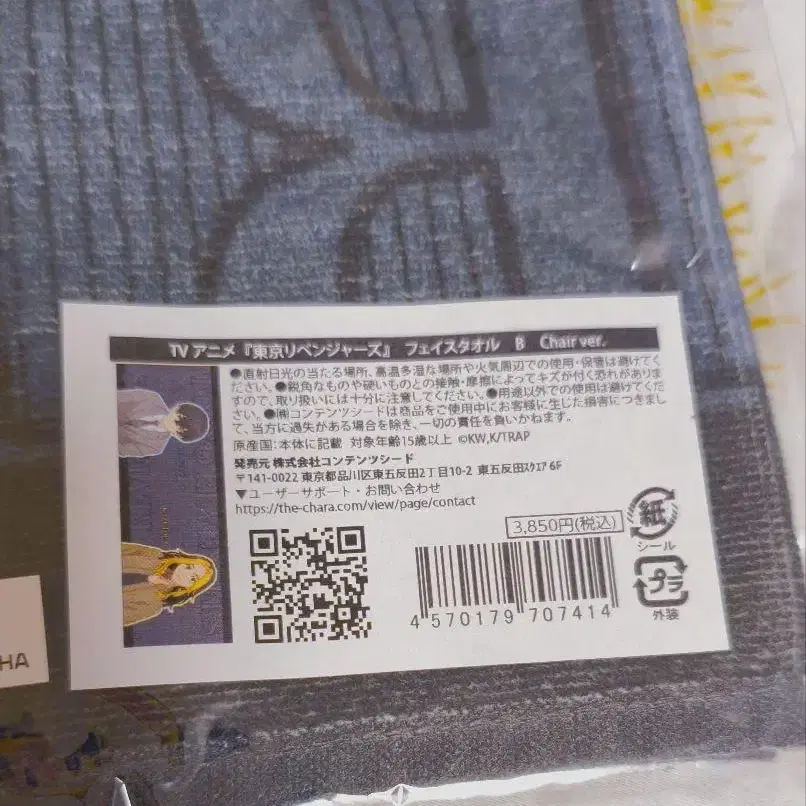 TV アニメ『東京リベンジャーズ』 フェイスタオル B Chair ver.
●直射日光の当たる場所、高温多湿な場所や火気周辺での使用・保管は避けてく
ださい。●鋭角なものや硬いものとの接触・摩擦によってキズが付く恐れがありま
すので、取り扱いには十分に注意してください。●用途以外での使用は避けてくだ
さい。●㈱コンテンツシードは商品をご使用中にお客様に生じた損害につきまし
て、当方に過失がある場合を除き、一切の責任を負いかねます。
原産国:本体に記載 対象年齢15歳以上 ©KW,K/TRAP
発売元 株式会社コンテンツシード
〒141-0022 東京都品川区東五反田2丁目10-2 東五反田ｽｸｴｱ 6F
▼ユーザーサポート・お問い合わせ
https://the-chara.com/view/page/contact
3,850円(税込)
4 570179 707414
紙
シール
プラ
外装
HA